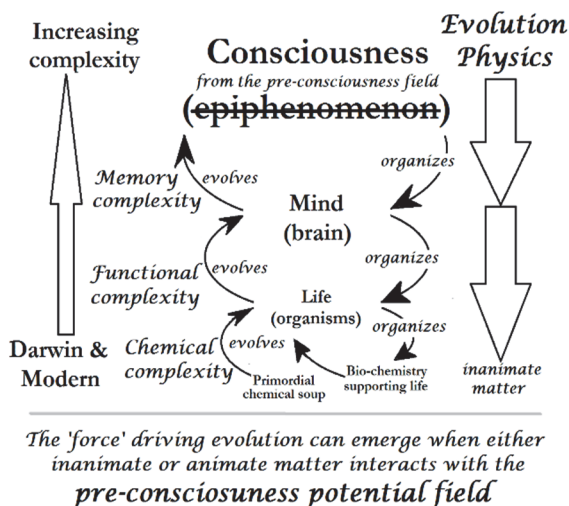 Increasing
complexity
Evolution
Physics
Consciousness
from the pre-consciousness field
(epiphenomenon)
organizes
Memory
complexity
evolves
Mind
(brain)
organizes
Functional
complexity
evolves
Life
(organisms)
organizes
Darwin &
Modern
Chemical
complexity
evolves
Primordial
chemical soup
Bio-chemistry
supporting life
inanimate
matter
The 'force' driving evolution can emerge when either
inanimate or animate matter interacts with the
pre-consciosuness potential field